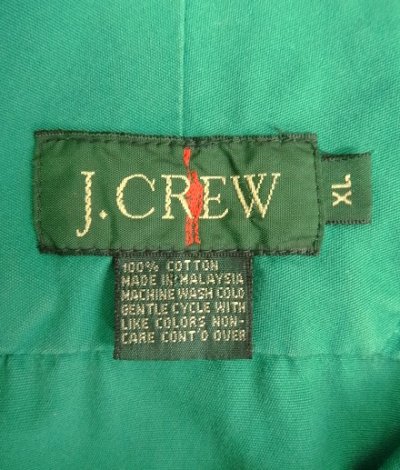 J.CREW
XL
100% COTTON
MADE IN MALAYSIA
MACHINE WASH COLD
GENTLE CYCLE WITH
LIKE COLORS NON-
CARE CONT'D OVER